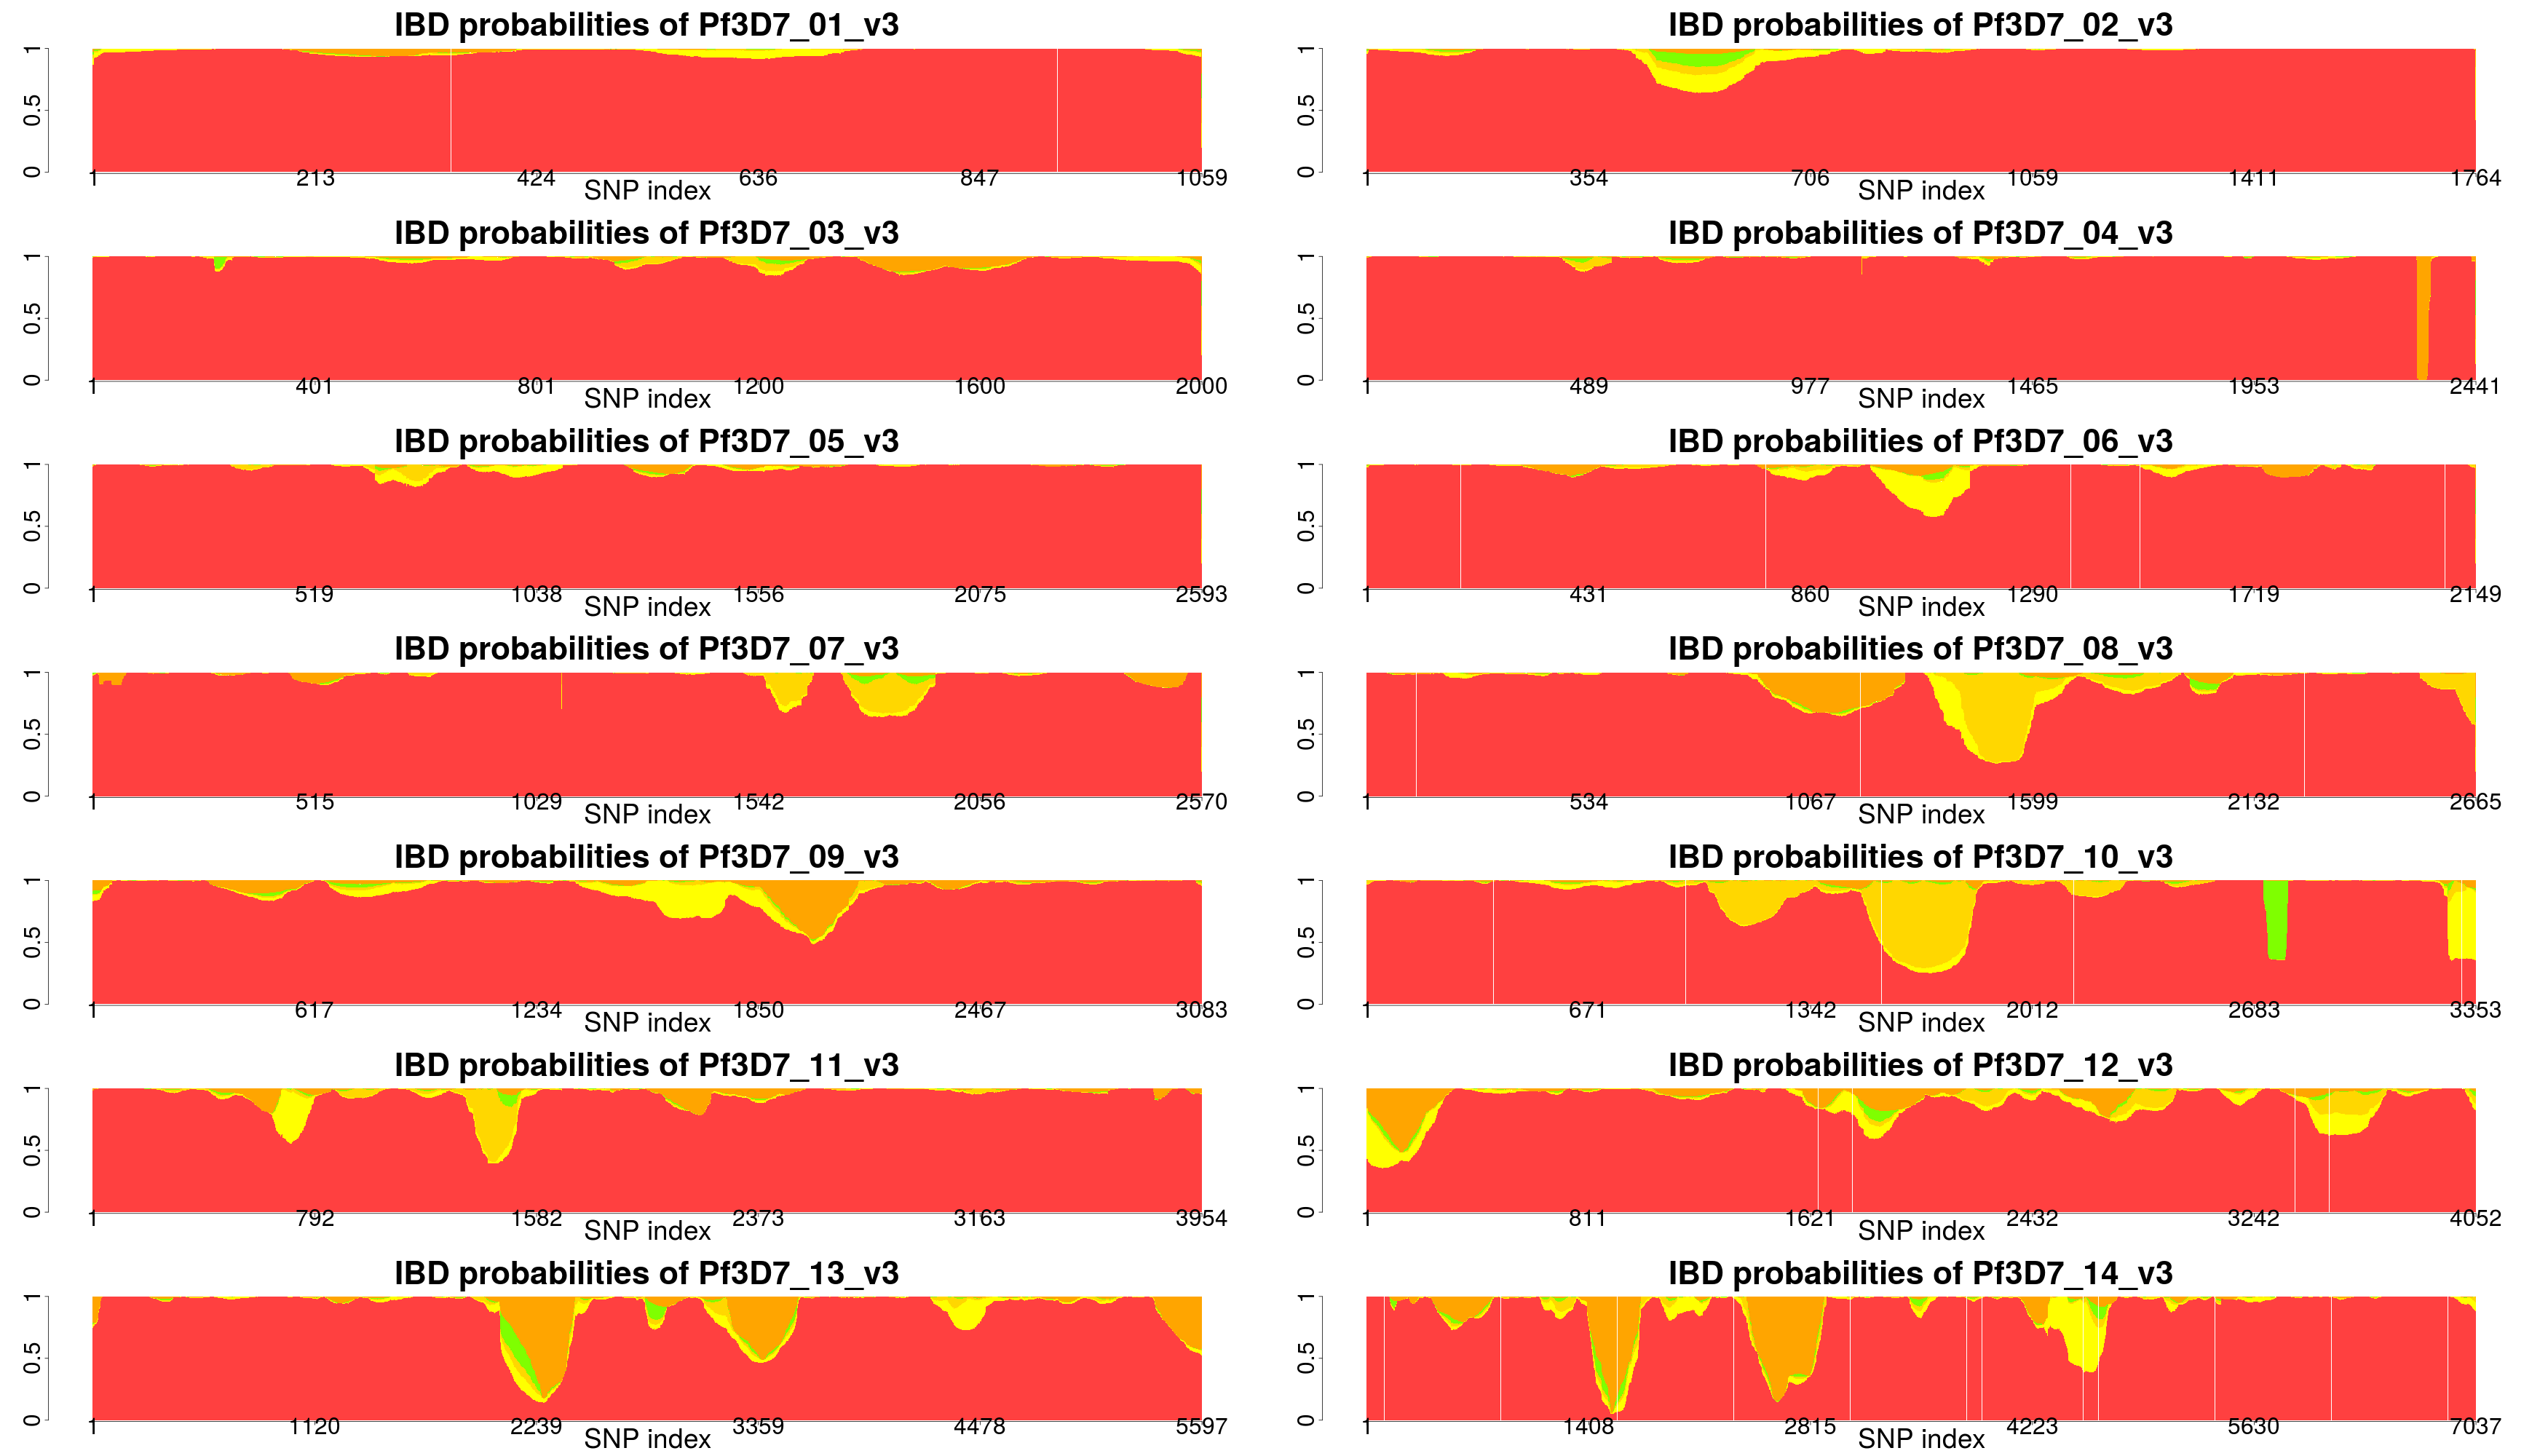 IBD probabilities of Pf3D7_01_v3
0 0.5 1
1 213 424 636 847 1059
SNP index
IBD probabilities of Pf3D7_02_v3
0 0.5 1
1 354 706 1059 1411 1764
SNP index
IBD probabilities of Pf3D7_03_v3
0 0.5 1
1 401 801 1200 1600 2000
SNP index
IBD probabilities of Pf3D7_04_v3
0 0.5 1
1 489 977 1465 1953 2441
SNP index
IBD probabilities of Pf3D7_05_v3
0 0.5 1
1 519 1038 1556 2075 2593
SNP index
IBD probabilities of Pf3D7_06_v3
0 0.5 1
1 431 860 1290 1719 2149
SNP index
IBD probabilities of Pf3D7_07_v3
0 0.5 1
1 515 1029 1542 2056 2570
SNP index
IBD probabilities of Pf3D7_08_v3
0 0.5 1
1 534 1067 1599 2132 2665
SNP index
IBD probabilities of Pf3D7_09_v3
0 0.5 1
1 617 1234 1850 2467 3083
SNP index
IBD probabilities of Pf3D7_10_v3
0 0.5 1
1 671 1342 2012 2683 3353
SNP index
IBD probabilities of Pf3D7_11_v3
0 0.5 1
1 792 1582 2373 3163 3954
SNP index
IBD probabilities of Pf3D7_12_v3
0 0.5 1
1 811 1621 2432 3242 4052
SNP index
IBD probabilities of Pf3D7_13_v3
0 0.5 1
1 1120 2239 3359 4478 5597
SNP index
IBD probabilities of Pf3D7_14_v3
0 0.5 1
1 1408 2815 4223 5630 7037
SNP index